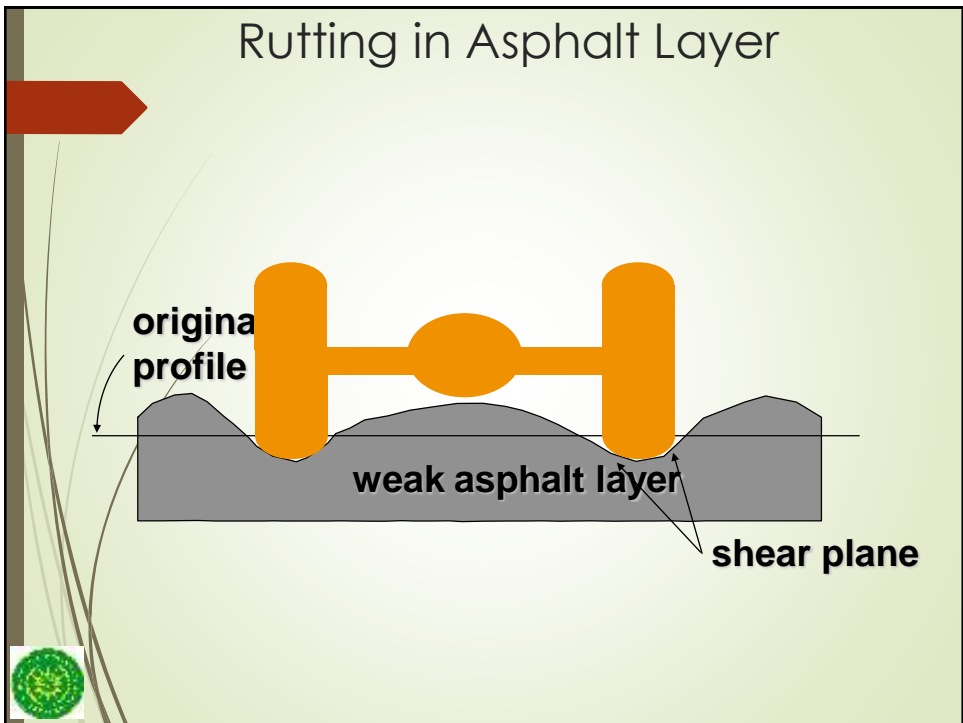 Rutting in Asphalt Layer
origina
profile
weak asphalt layer
shear plane